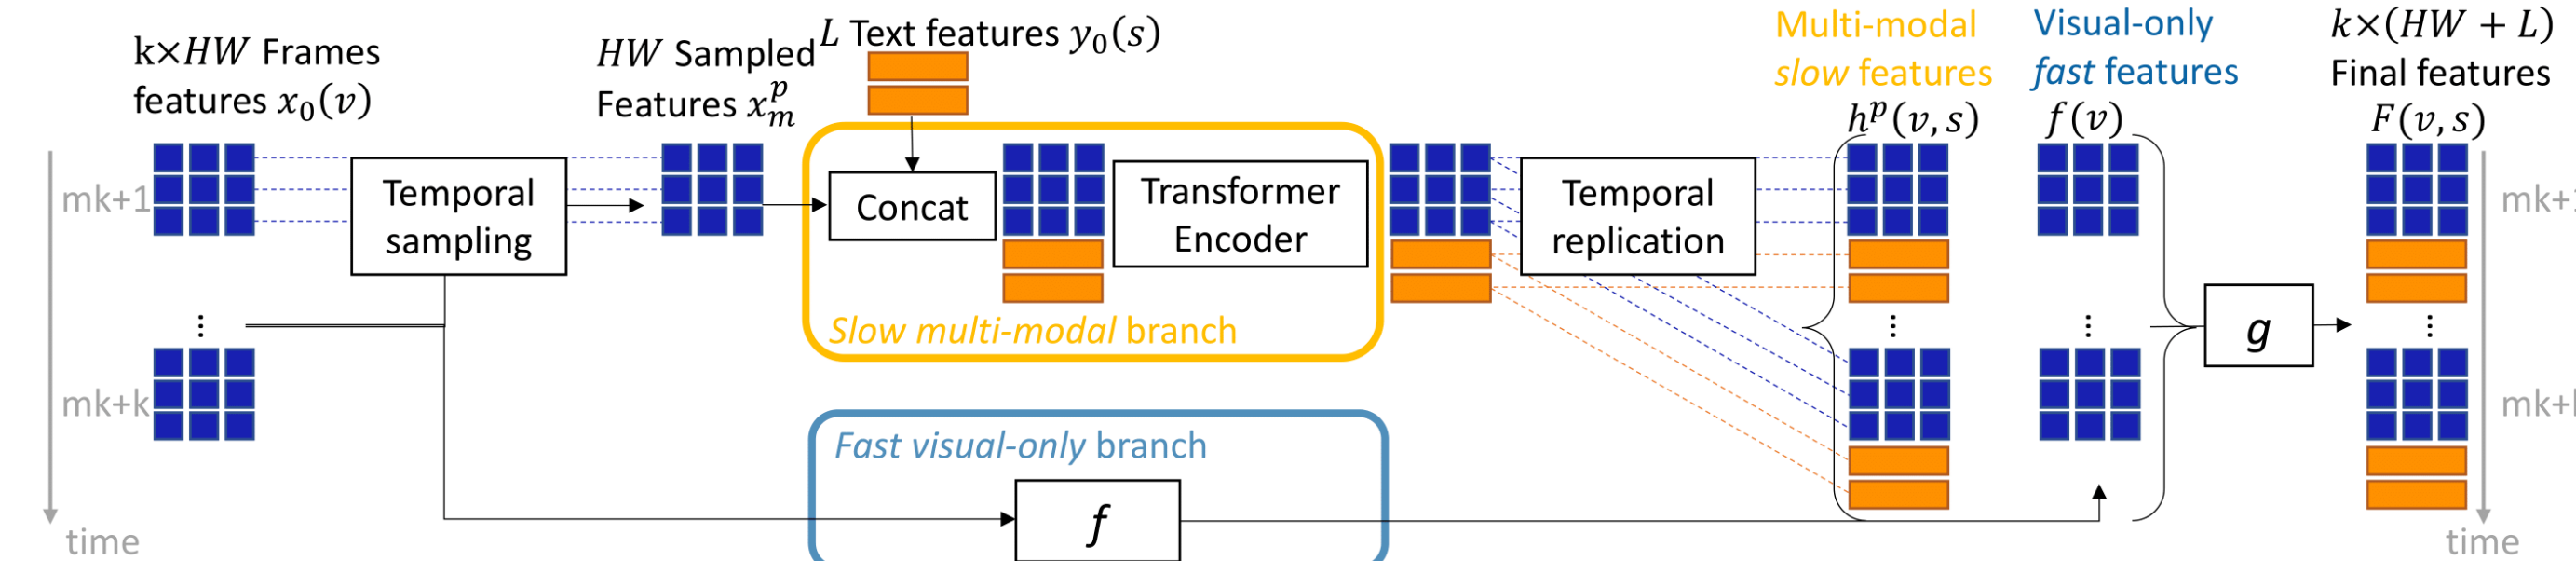 k×HW Frames
features x₀(v)
HW Sampled
Features xₘᵖ
L Text features y₀(s)
Multi-modal
slow features
hᵖ(v, s)
Visual-only
fast features
f(v)
k×(HW + L)
Final features
F(v, s)
mk+1
Temporal
sampling
Concat
Transformer
Encoder
Temporal
replication
Slow multi-modal branch
g
mk+k
Fast visual-only branch
f
time
time